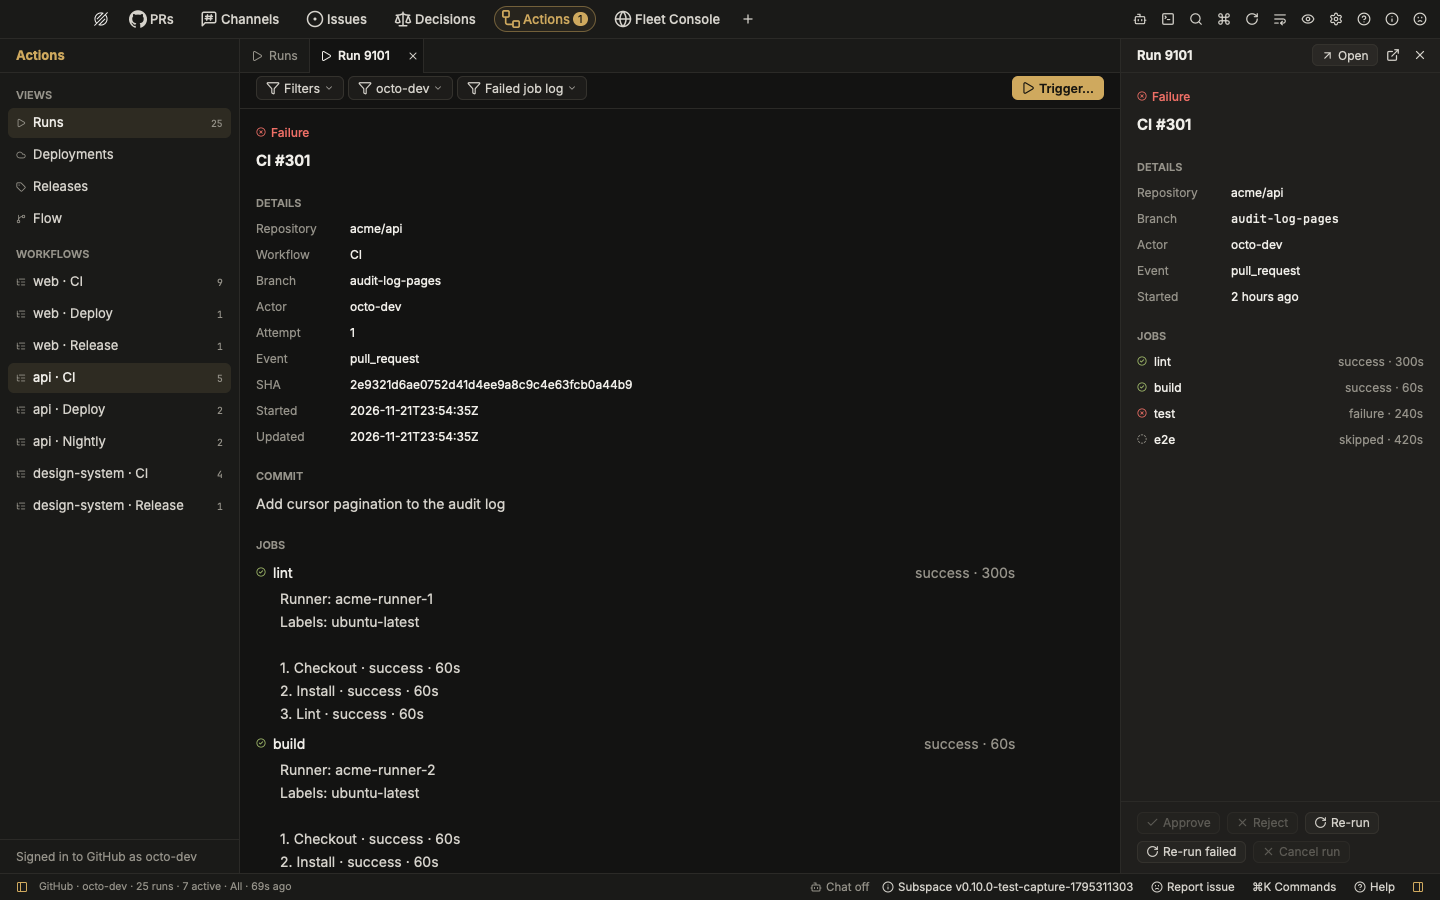 PRs
Channels
Issues
Decisions
Actions 1
Fleet Console
Actions
VIEWS
Runs 25
Deployments
Releases
Flow
WORKFLOWS
web · CI 9
web · Deploy 1
web · Release 1
api · CI 5
api · Deploy 2
api · Nightly 2
design-system · CI 4
design-system · Release 1
Signed in to GitHub as octo-dev
Runs
Run 9101
Filters
octo-dev
Failed job log
Trigger...
Failure
CI #301
DETAILS
Repository acme/api
Workflow CI
Branch audit-log-pages
Actor octo-dev
Attempt 1
Event pull_request
SHA 2e9321d6ae0752d41d4ee9a8c9c4e63fcb0a44b9
Started 2026-11-21T23:54:35Z
Updated 2026-11-21T23:54:35Z
COMMIT
Add cursor pagination to the audit log
JOBS
lint success · 300s
Runner: acme-runner-1
Labels: ubuntu-latest
1. Checkout · success · 60s
2. Install · success · 60s
3. Lint · success · 60s
build success · 60s
Runner: acme-runner-2
Labels: ubuntu-latest
1. Checkout · success · 60s
2. Install · success · 60s
Run 9101
Open
Failure
CI #301
DETAILS
Repository acme/api
Branch audit-log-pages
Actor octo-dev
Event pull_request
Started 2 hours ago
JOBS
lint success · 300s
build success · 60s
test failure · 240s
e2e skipped · 420s
Approve
Reject
Re-run
Re-run failed
Cancel run
GitHub · octo-dev · 25 runs · 7 active · All · 69s ago
Chat off
Subspace v0.10.0-test-capture-1795311303
Report issue
⌘K Commands
Help